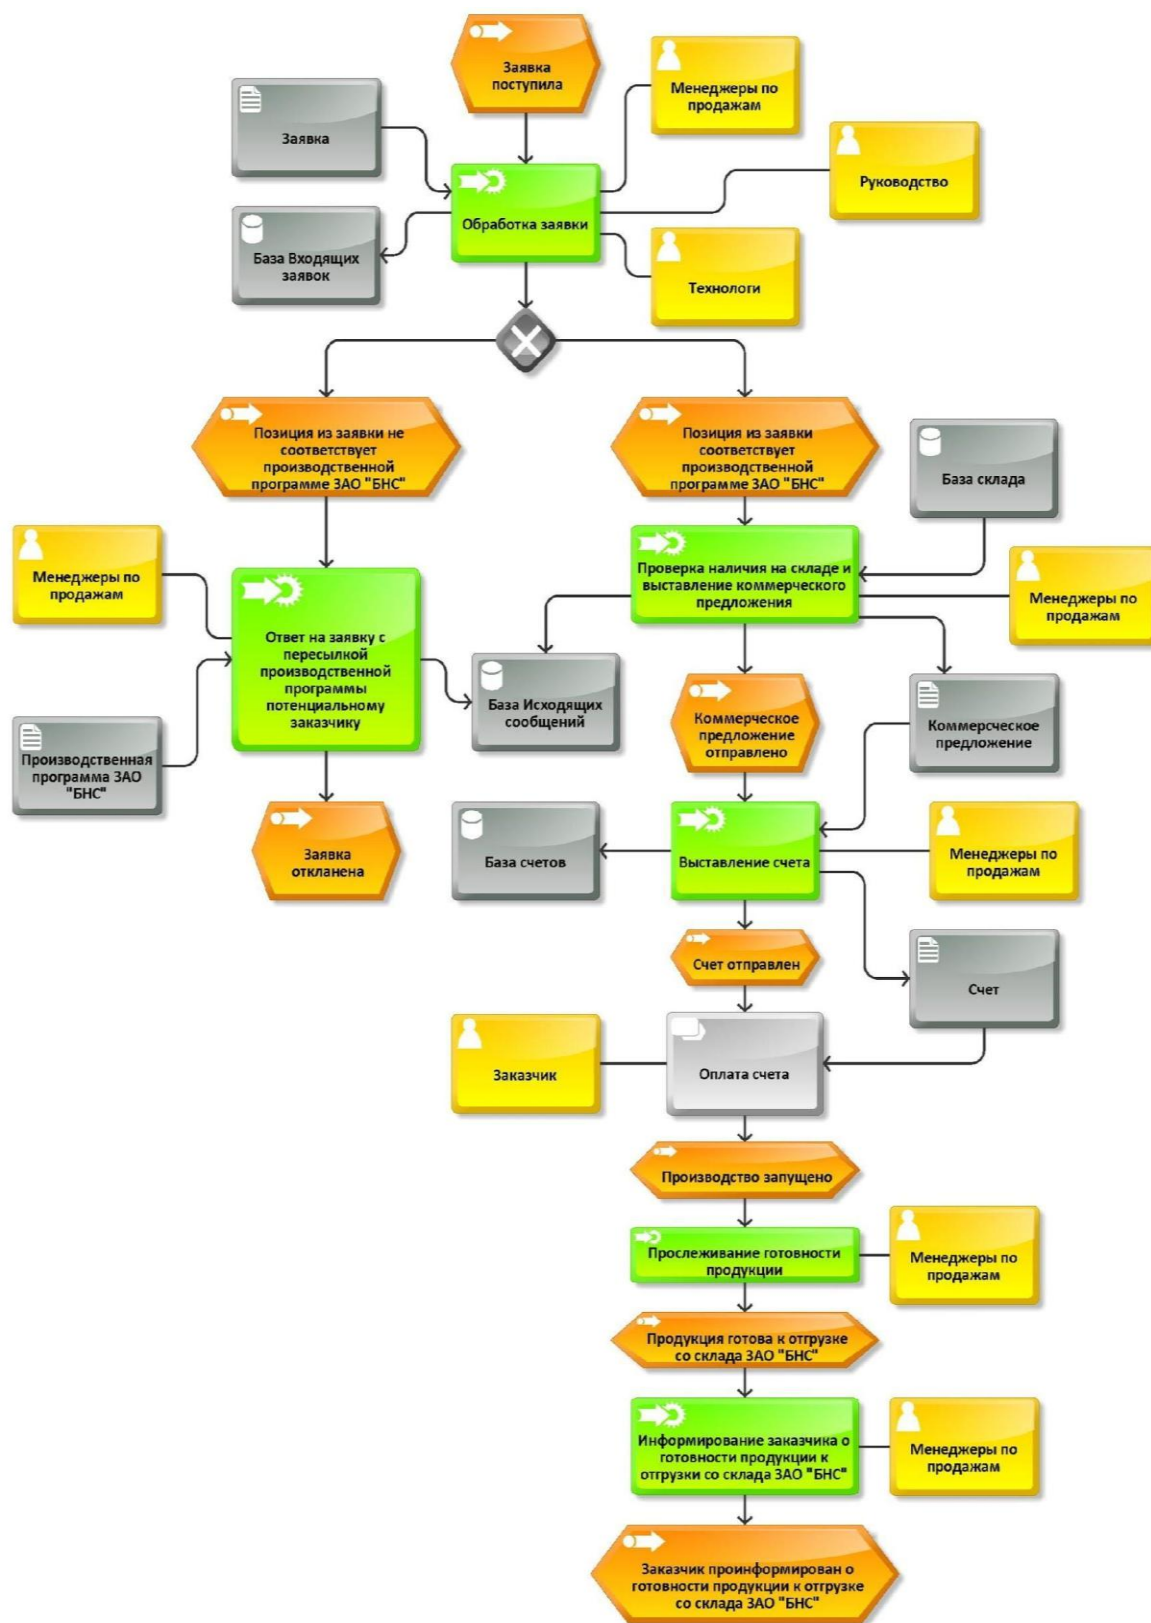 Заявка
поступила
Менеджеры по
продажам
Заявка
Руководство
Обработка заявки
База Входящих
заявок
Технологи
Позиция из заявки не
соответствует
производственной
программе ЗАО "БНС"
Позиция из заявки
соответствует
производственной
программе ЗАО "БНС"
База склада
Менеджеры по
продажам
Проверка наличия на складе и
выставление коммерческого
предложения
Менеджеры по
продажам
Ответ на заявку с
пересылкой
производственной
программы
потенциальному
заказчику
База Исходящих
сообщений
Коммерческое
предложение
отправлено
Коммерсческое
предложение
Производственная
программа ЗАО
"БНС"
Заявка
откланена
База счетов
Выставление счета
Менеджеры по
продажам
Счет отправлен
Счет
Заказчик
Оплата счета
Производство запущено
Прослеживание готовности
продукции
Менеджеры по
продажам
Продукция готова к отгрузке
со склада ЗАО "БНС"
Информирование заказчика о
готовности продукции к
отгрузки со склада ЗАО "БНС"
Менеджеры по
продажам
Заказчик проинформирован о
готовности продукции к отгрузке
со склада ЗАО "БНС"